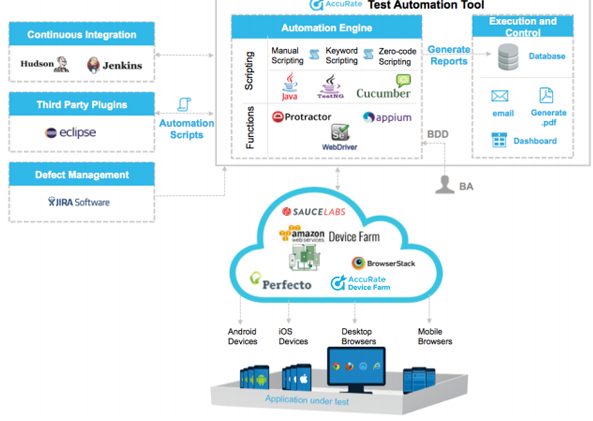 AccuRate Test Automation Tool
Continuous Integration
Hudson
Jenkins
Third Party Plugins
eclipse
Defect Management
JIRA Software
Automation
Scripts
Automation Engine
Scripting
Manual
Scripting
Keyword
Scripting
Zero-code
Scripting
Java
TestNG
Cucumber
Functions
Protractor
appium
Se
WebDriver
Generate
Reports
Execution and
Control
Database
email
Generate
.pdf
Dashboard
BDD
BA
SAUCELABS
amazon
web services
Device Farm
BrowserStack
Perfecto
AccuRate
Device Farm
Android
Devices
iOS
Devices
Desktop
Browsers
Mobile
Browsers
Application under test